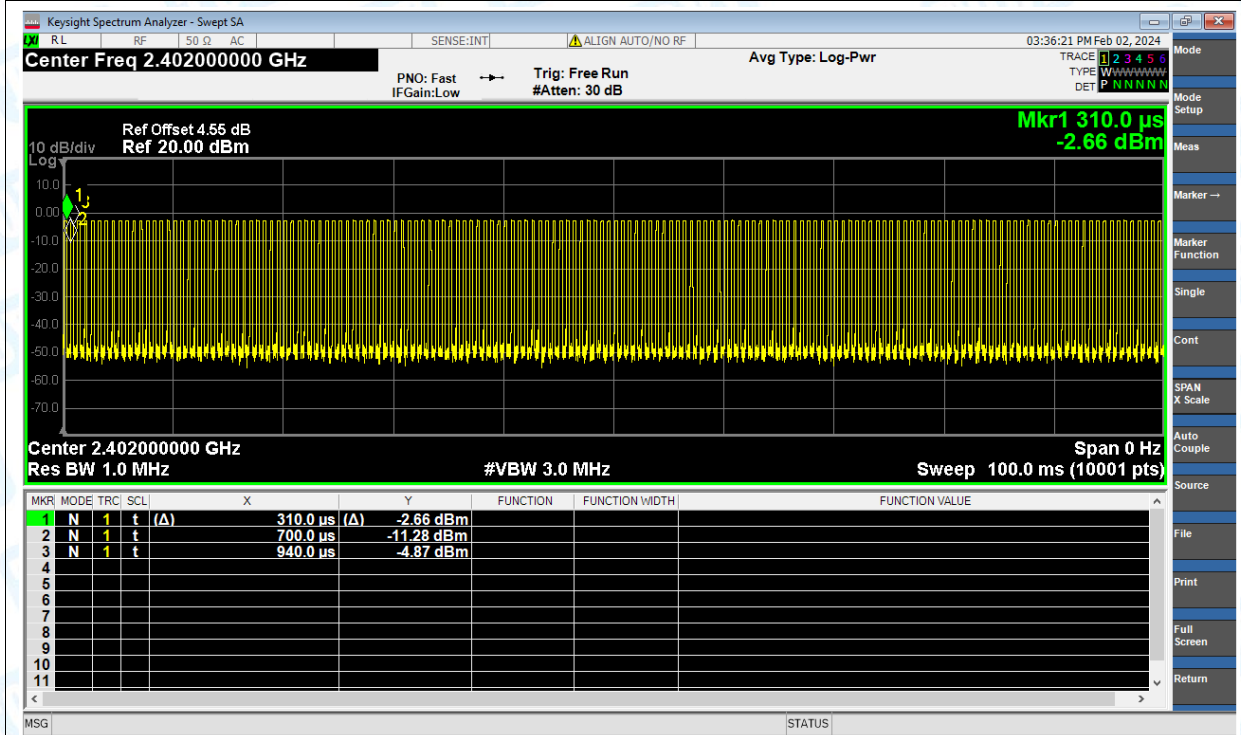 Keysight Spectrum Analyzer - Swept SA
LXI RL RF 50 Ω AC SENSE:INT ALIGN AUTO/NO RF 03:36:21 PM Feb 02, 2024
Center Freq 2.402000000 GHz
Avg Type: Log-Pwr
TRACE 1 2 3 4 5 6
PNO: Fast Trig: Free Run
TYPE WWWWWW
IFGain:Low #Atten: 30 dB
DET P N N N N N
Mkr1 310.0 µs
-2.66 dBm
Ref Offset 4.55 dB
10 dB/div Ref 20.00 dBm
Log
10.0
0.00
-10.0
-20.0
-30.0
-40.0
-50.0
-60.0
-70.0
1
3
2
Center 2.402000000 GHz Span 0 Hz
Res BW 1.0 MHz #VBW 3.0 MHz Sweep 100.0 ms (10001 pts)
MKR MODE TRC SCL X Y FUNCTION FUNCTION WIDTH FUNCTION VALUE
1 N 1 t (Δ) 310.0 µs (Δ) -2.66 dBm
2 N 1 t 700.0 µs -11.28 dBm
3 N 1 t 940.0 µs -4.87 dBm
4
5
6
7
8
9
10
11
MSG STATUS
Mode
Mode
Setup
Meas
Marker →
Marker
Function
Single
Cont
SPAN
X Scale
Auto
Couple
Source
File
Print
Full
Screen
Return